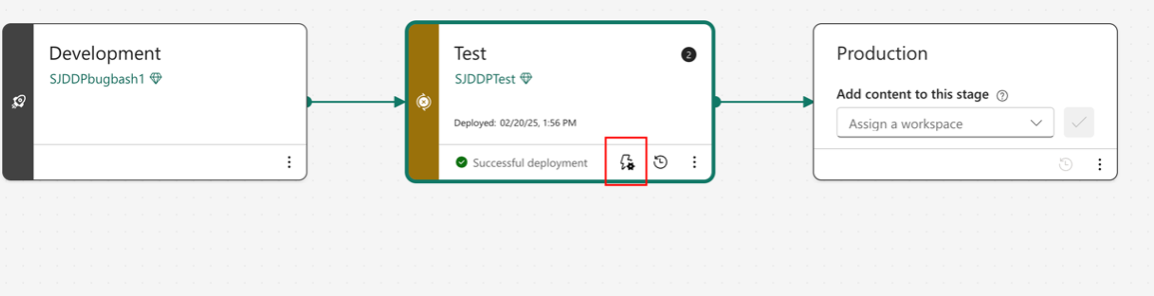 Development
SJDDPbugbash1
Test
2
SJDDPTest
Deployed: 02/20/25, 1:56 PM
Successful deployment
Production
Add content to this stage
Assign a workspace